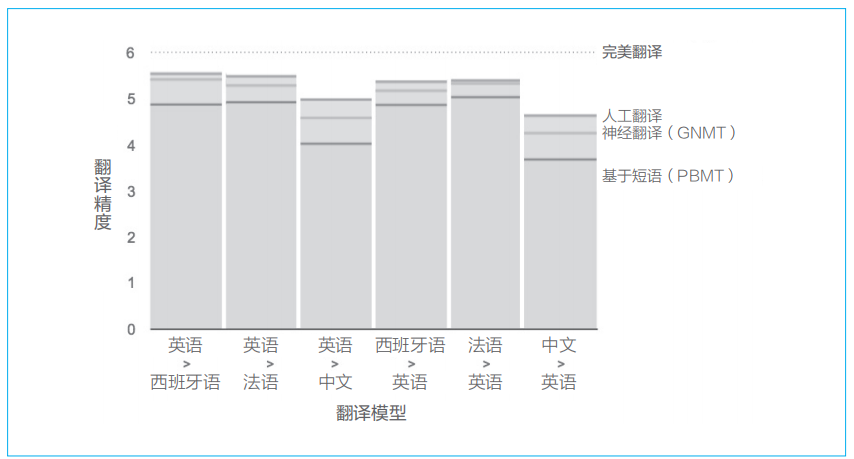 6
完美翻译
5
人工翻译
神经翻译（GNMT）
4
基于短语（PBMT）
翻译精度
3
2
1
0
英语 英语 英语 西班牙语 法语 中文
> > > > > >
西班牙语 法语 中文 英语 英语 英语
翻译模型